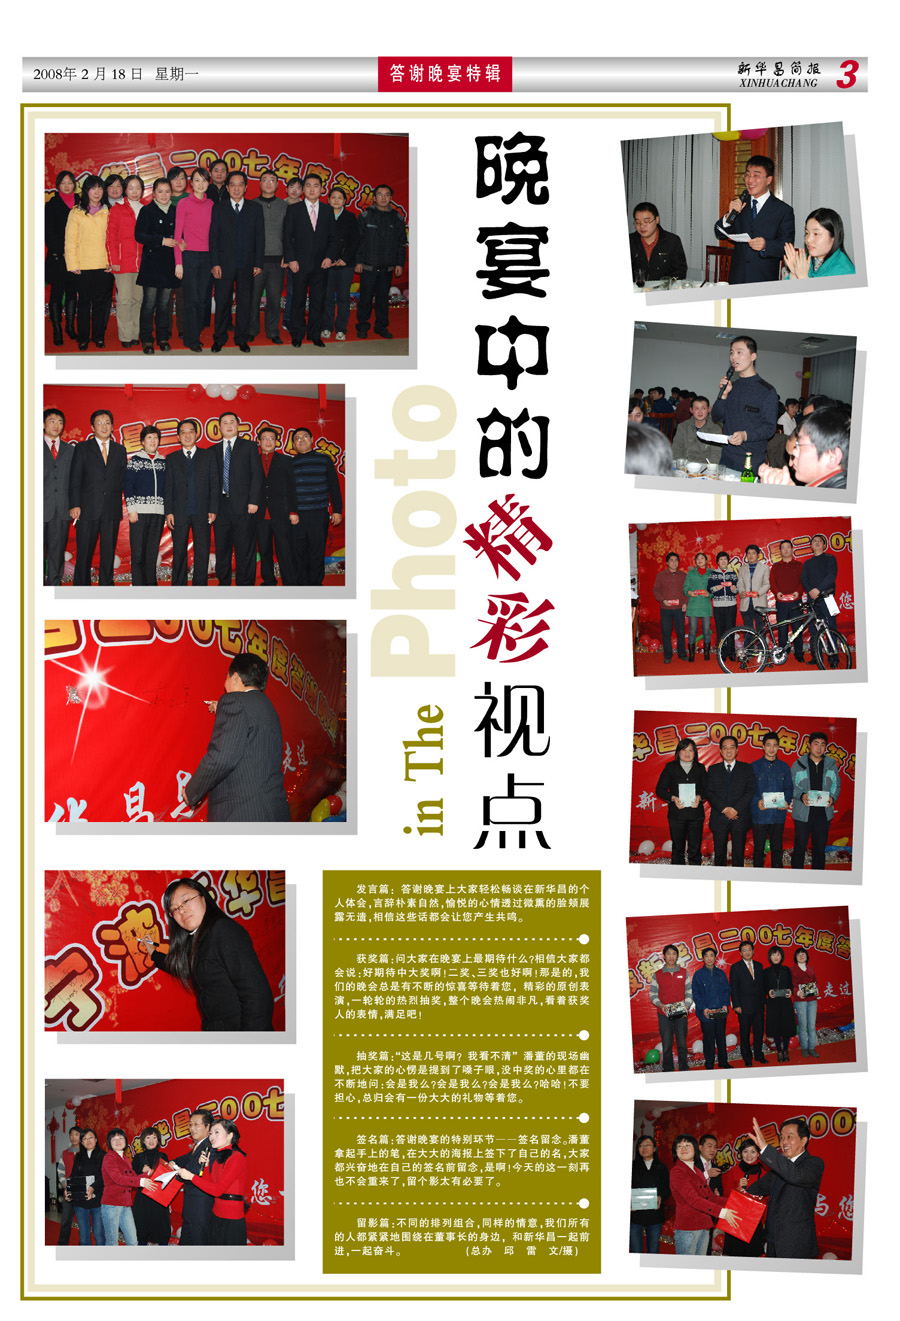 2008年 2 月 18 日 星期一
答谢晚宴特辑
新华昌简报
XINHUACHANG
3
晚宴中的精彩视点
Photo
in The
发言篇：答谢晚宴上大家轻松畅谈在新华昌的个
人体会,言辞朴素自然,愉悦的心情透过微熏的脸颊展
露无遗,相信这些话都会让您产生共鸣。
获奖篇:问大家在晚宴上最期待什么?相信大家都
会说:好期待中大奖啊!二奖、三奖也好啊!那是的,我
们的晚会总是有不断的惊喜等待着您，精彩的原创表
演,一轮轮的热烈抽奖,整个晚会热闹非凡,看着获奖
人的表情,满足吧!
抽奖篇:“这是几号啊？我看不清”潘董的现场幽
默,把大家的心愣是提到了嗓子眼,没中奖的心里都在
不断地问:会是我么?会是我么?会是我么?哈哈!不要
担心,总归会有一份大大的礼物等着您。
签名篇:答谢晚宴的特别环节——签名留念。潘董
拿起手上的笔,在大大的海报上签下了自己的名,大家
都兴奋地在自己的签名前留念,是啊!今天的这一刻再
也不会重来了,留个影太有必要了。
留影篇:不同的排列组合,同样的情意,我们所有
的人都紧紧地围绕在董事长的身边，和新华昌一起前
进,一起奋斗。 (总办 邱 雷 文/摄)